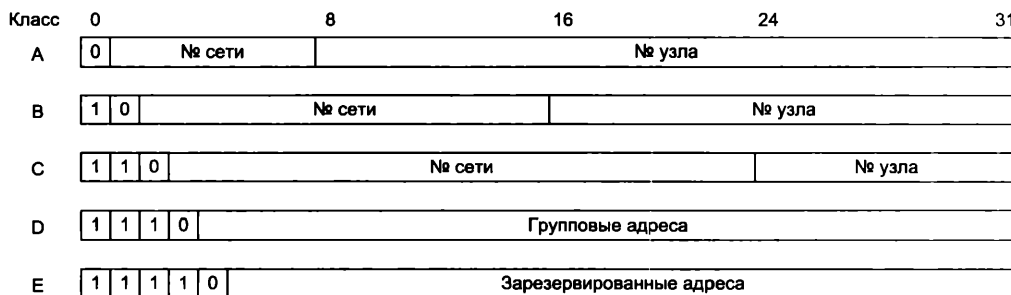 Класс 0 8 16 24 31
A 0 № сети № узла
B 1 0 № сети № узла
C 1 1 0 № сети № узла
D 1 1 1 0 Групповые адреса
E 1 1 1 1 0 Зарезервированные адреса